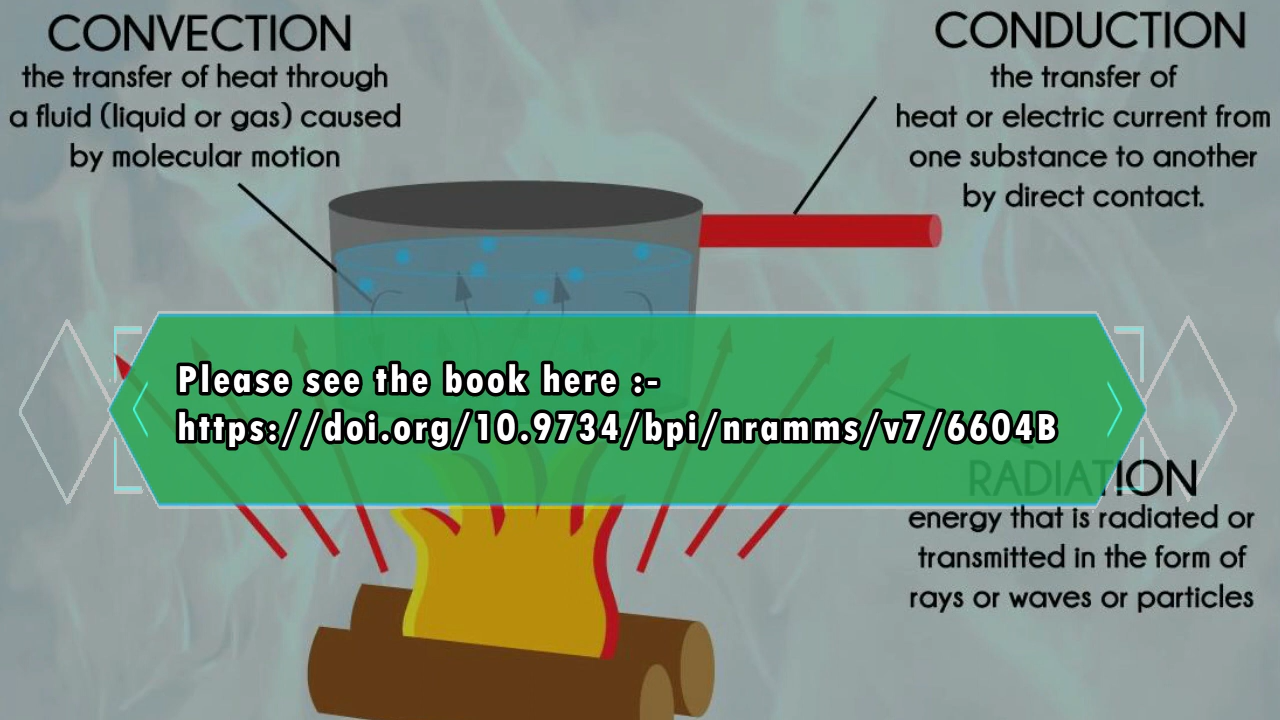 CONVECTION
the transfer of heat through
a fluid (liquid or gas) caused
by molecular motion
CONDUCTION
the transfer of
heat or electric current from
one substance to another
by direct contact.
Please see the book here :-
https://doi.org/10.9734/bpi/nramms/v7/6604B
RADIATION
energy that is radiated or
transmitted in the form of
rays or waves or particles